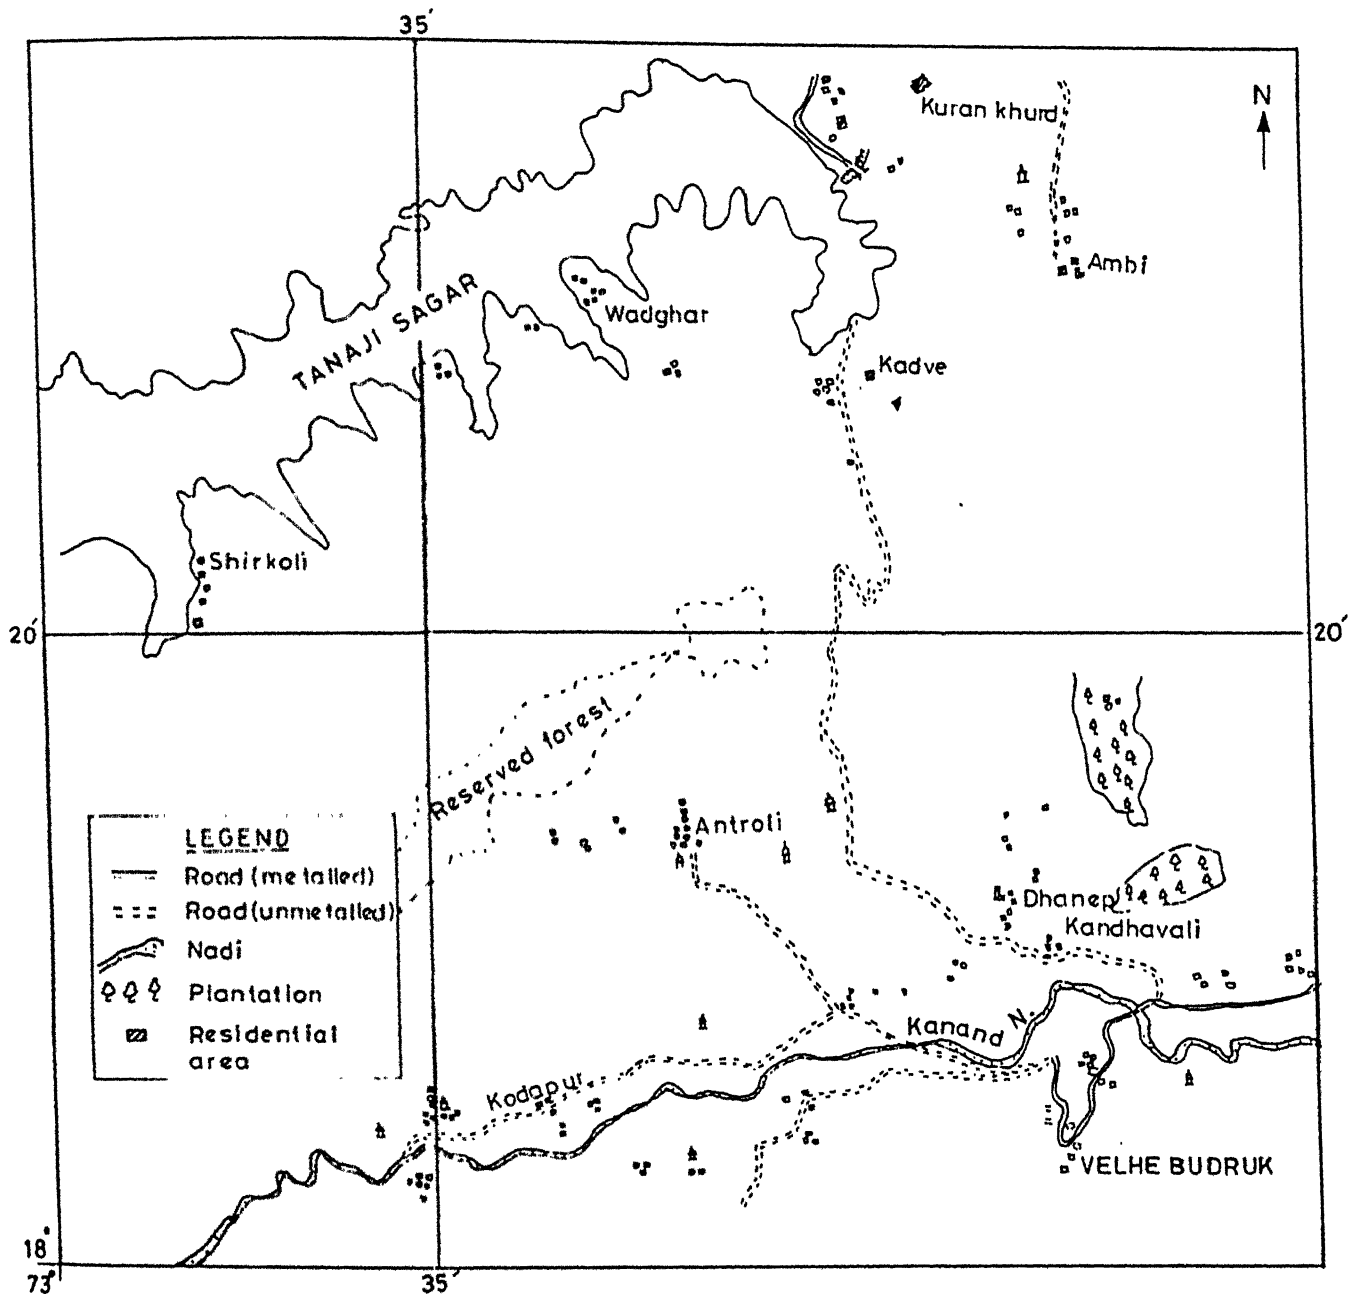 35′
N
Kuran khurd
Ambi
TANAJI SAGAR
Wadghar
Kadve
Shirkoli
20′
20′
Reserved forest
Antroli
LEGEND
Road (metalled)
Road (unmetalled)
Nadi
Plantation
Residential
area
Dhanep
Kandhavali
Kanand N.
Kodapur
VELHE BUDRUK
18°
73°
35′